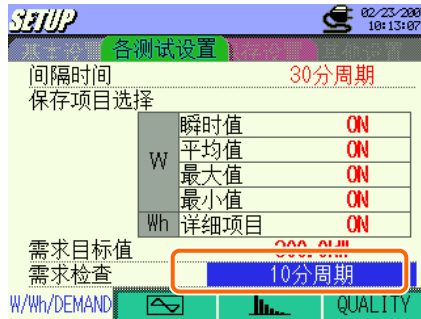 SETUP 02/23/200
10:13:07
各测试设置
间隔时间 30分周期
保存项目选择
W 瞬时值 ON
平均值 ON
最大值 ON
最小值 ON
Wh 详细项目 ON
需求目标值
需求检查 10分周期
W/Wh/DEMAND QUALITY